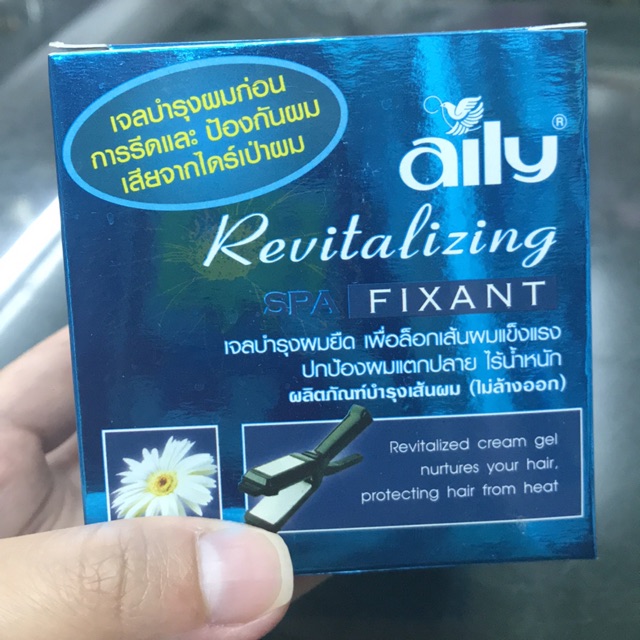 เจลบำรุงผมก่อน
การรีดและ ป้องกันผม
เสียจากไดร์เป่าผม
aily ®
Revitalizing
SPA FIXANT
เจลบำรุงผมยืด เพื่อล็อกเส้นผมแข็งแรง
ปกป้องผมแตกปลาย ไร้น้ำหนัก
ผลิตภัณฑ์บำรุงเส้นผม (ไม่ล้างออก)
Revitalized cream gel
nurtures your hair,
protecting hair from heat